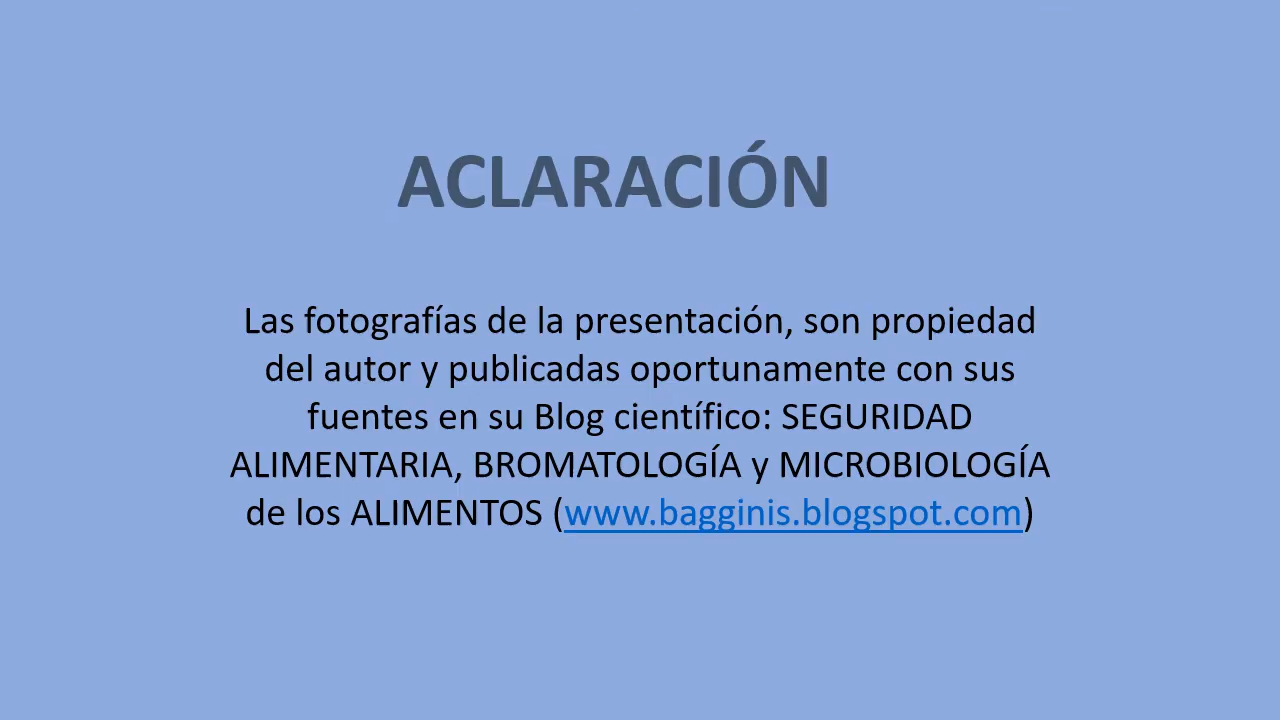 ACLARACIÓN
Las fotografías de la presentación, son propiedad
del autor y publicadas oportunamente con sus
fuentes en su Blog científico: SEGURIDAD
ALIMENTARIA, BROMATOLOGÍA y MICROBIOLOGÍA
de los ALIMENTOS (www.bagginis.blogspot.com)